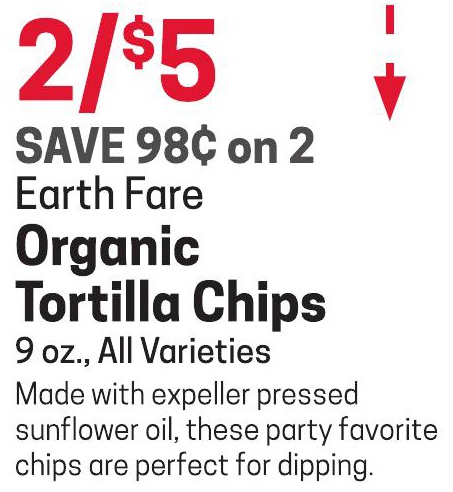 2/$5
SAVE 98¢ on 2
Earth Fare
Organic
Tortilla Chips
9 oz., All Varieties
Made with expeller pressed
sunflower oil, these party favorite
chips are perfect for dipping.